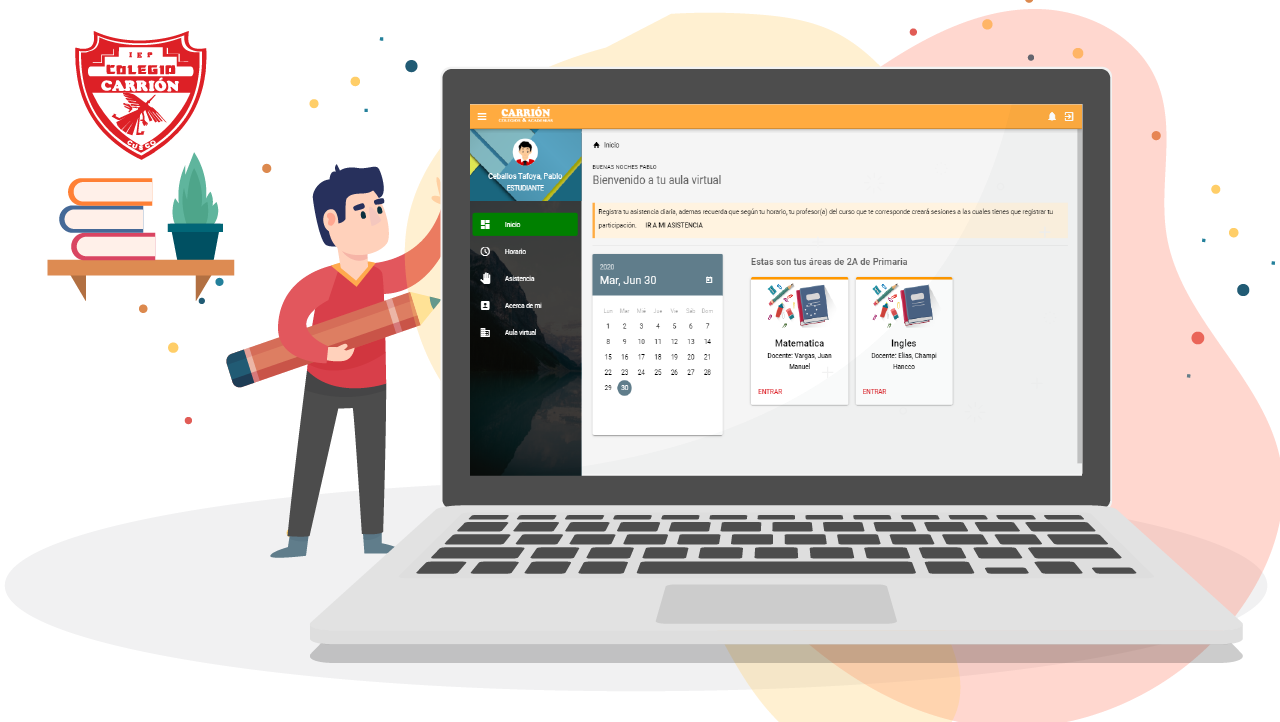 I E P
COLEGIO
CARRIÓN
CUSCO
CARRIÓN
COLEGIOS & ACADEMIAS
Ceballos Tafoya, Pablo
ESTUDIANTE
Inicio
Horario
Asistencia
Acerca de mi
Aula virtual
Inicio
BUENAS NOCHES PABLO
Bienvenido a tu aula virtual
Registra tu asistencia diaria, ademas recuerda que según tu horario, tu profesor(a) del curso que te corresponde creará sesiones a las cuales tienes que registrar tu
participación. IR A MI ASISTENCIA
2020
Mar, Jun 30
Lun Mar Mié Jue Vie Sáb Dom
1 2 3 4 5 6 7
8 9 10 11 12 13 14
15 16 17 18 19 20 21
22 23 24 25 26 27 28
29 30
Estas son tus áreas de 2A de Primaria
Matematica
Docente: Vargas, Juan
Manuel
ENTRAR
Ingles
Docente: Elias, Champi
Hancco
ENTRAR